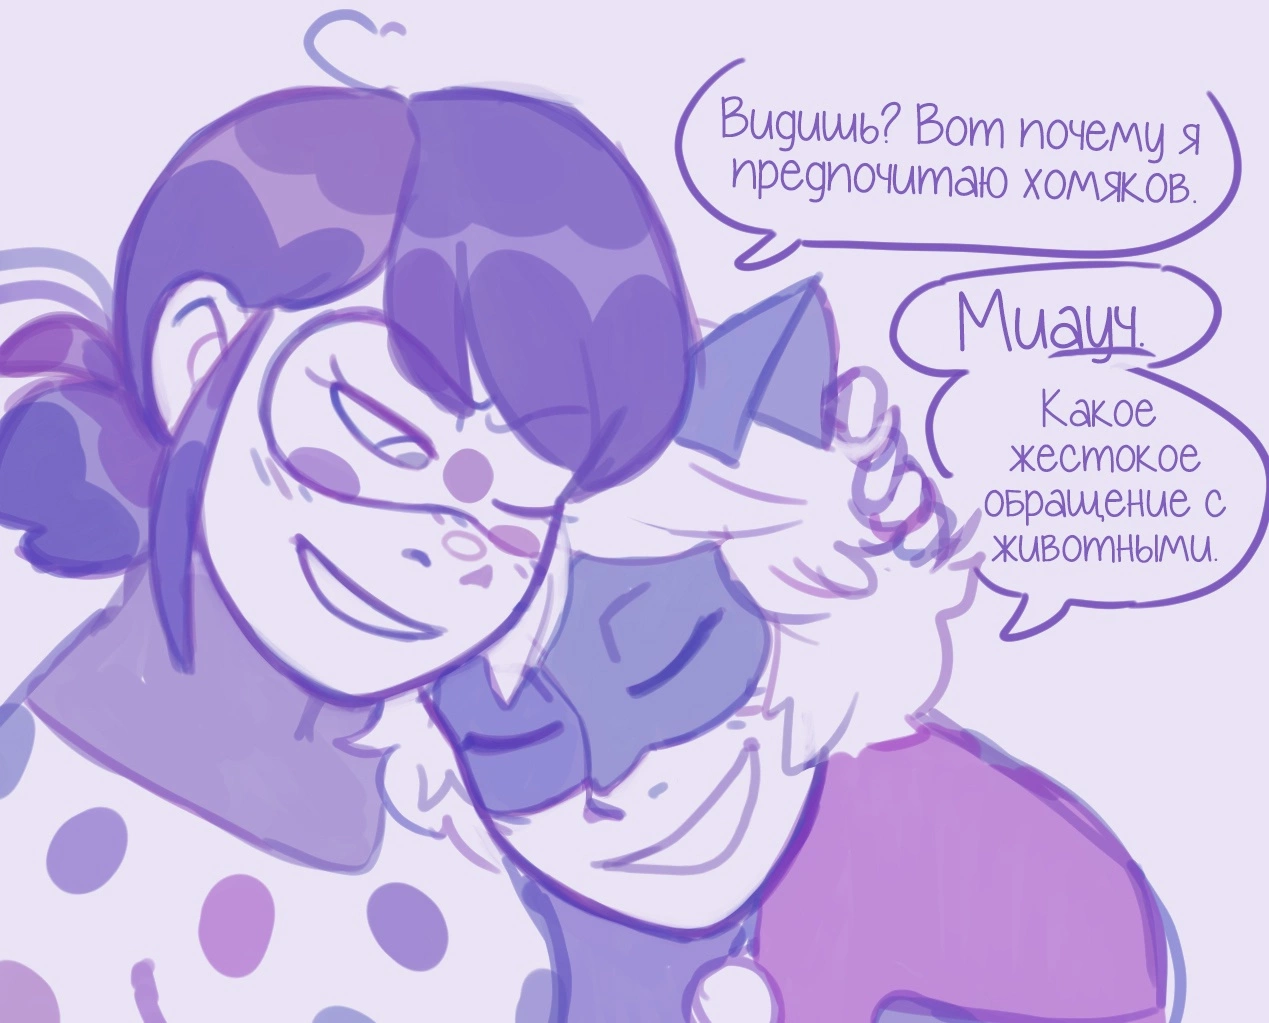 Видишь? Вот почему я
предпочитаю хомяков.
Миауч.
Какое
жестокое
обращение с
животными.